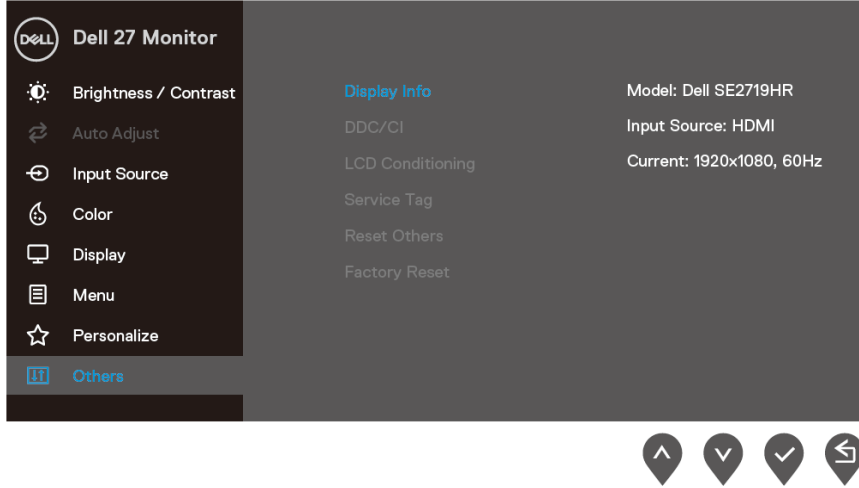 DELL Dell 27 Monitor
Brightness / Contrast
Auto Adjust
Input Source
Color
Display
Menu
Personalize
Others
Display Info
DDC/CI
LCD Conditioning
Service Tag
Reset Others
Factory Reset
Model: Dell SE2719HR
Input Source: HDMI
Current: 1920x1080, 60Hz